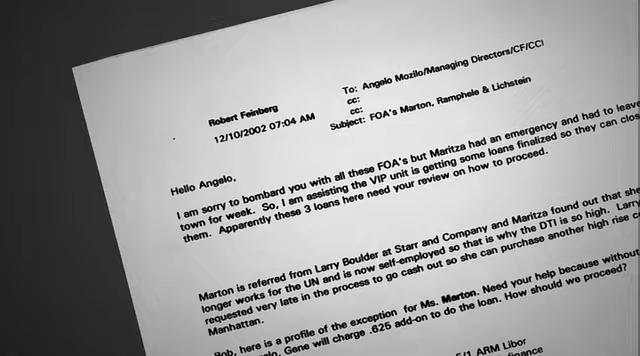 To: Angelo Mozilo/Managing Directors/CF/CCI
cc:
cc:
Subject: FOA's Marton, Ramphele & Lichstein
Robert Feinberg
12/10/2002 07:04 AM
Hello Angelo,
I am sorry to bombard you with all these FOA's but Maritza had an emergency and had to leave
town for week. So, I am assisting the VIP unit is getting some loans finalized so they can clos
them. Apparently these 3 loans here need your review on how to proceed.
Marton is referred from Larry Boulder at Starr and Company and Maritza found out that she
longer works for the UN and is now self-employed so that is why the DTI is so high. Larry
requested very late in the process to go cash out so she can purchase another high rise c
Manhattan.
Bob, here is a profile of the exception for Ms. Marton. Need your help because without
Gene will charge .625 add-on to do the loan. How should we proceed?
/1 ARM Libor
finance